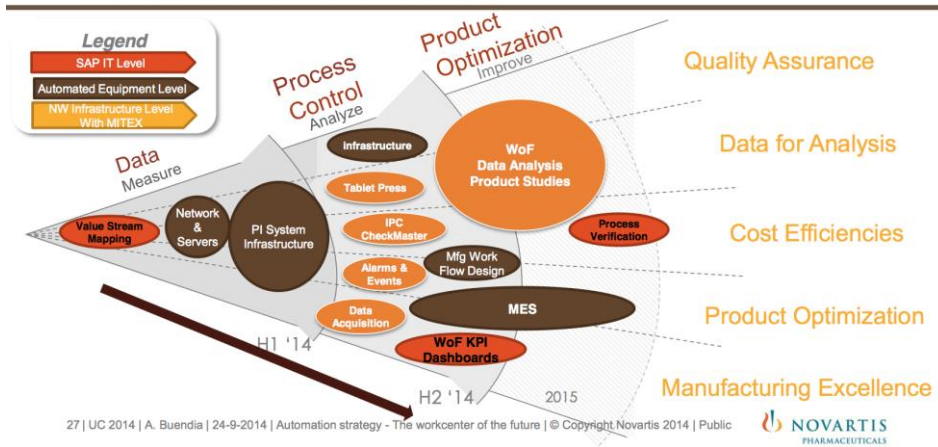 Legend
SAP IT Level
Automated Equipment Level
NW Infrastructure Level
With MITEX
Data
Measure
Process
Control
Analyze
Product
Optimization
Improve
Value Stream
Mapping
Network
&
Servers
PI System
Infrastructure
Infrastructure
Tablet Press
IPC
CheckMaster
Alarms &
Events
Data
Acquisition
Mfg Work
Flow Design
WoF
Data Analysis
Product Studies
Process
Verification
MES
WoF KPI
Dashboards
H1 '14
H2 '14
2015
Quality Assurance
Data for Analysis
Cost Efficiencies
Product Optimization
Manufacturing Excellence
27 | UC 2014 | A. Buendia | 24-9-2014 | Automation strategy - The workcenter of the future | © Copyright Novartis 2014 | Public
NOVARTIS
PHARMACEUTICALS